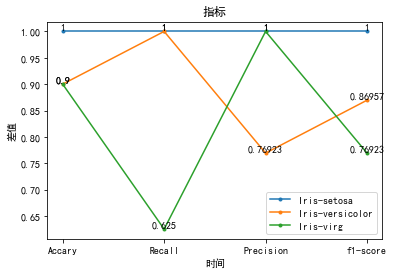 指标
差值
1.00
0.95
0.90
0.85
0.80
0.75
0.70
0.65
1
1
1
1
0.9
0.9
1
0.76923
0.86957
0.625
0.76923
Iris-setosa
Iris-versicolor
Iris-virg
Accary
Recall
Precision
f1-score
时间